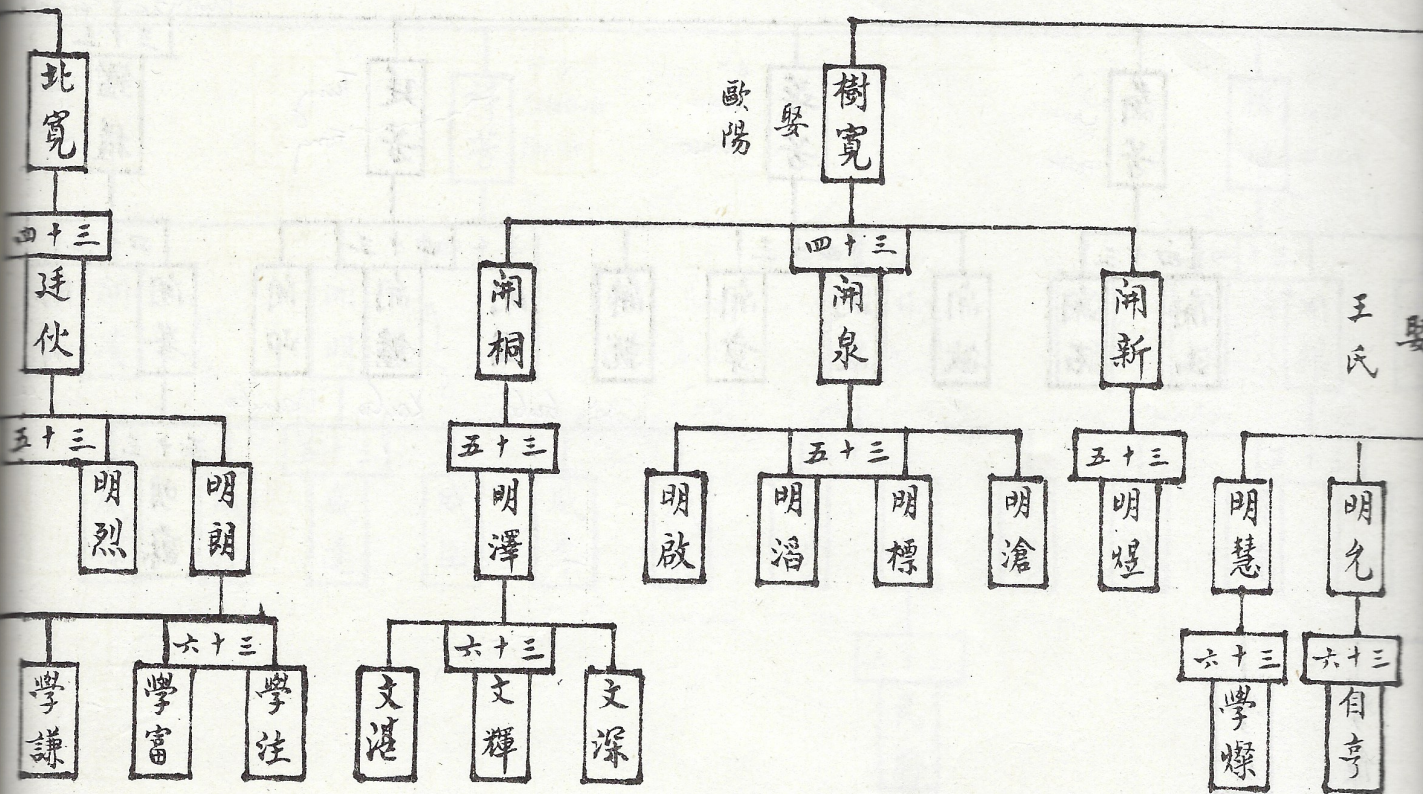 樹寬
娶
歐陽
北寬
三十四
三十四
開新
開泉
開桐
廷伙
王氏
娶
三十五
三十五
三十五
三十五
明允
明慧
明煜
明滄
明標
明滔
明啟
明澤
明朗
明烈
三十六
三十六
三十六
三十六
自亨
學燦
文深
文輝
文湛
學注
學富
學謙